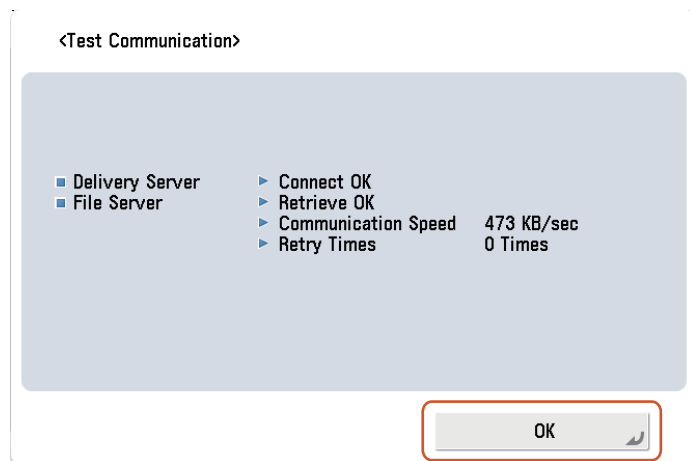 <Test Communication>
Delivery Server Connect OK
File Server Retrieve OK
Communication Speed 473 KB/sec
Retry Times 0 Times
OK